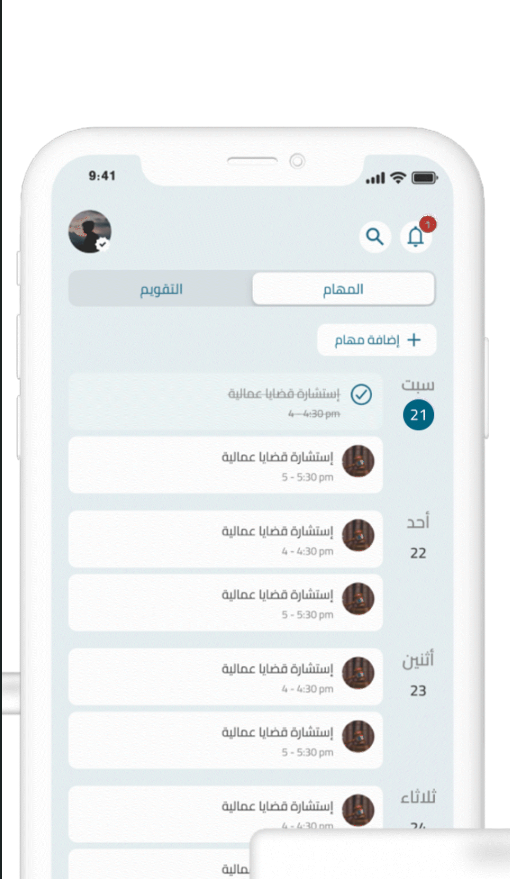 9:41
1
المهام
التقويم
+ إضافة مهام
سبت
21
إستشارة قضايا عمالية
4 - 4:30 pm
إستشارة قضايا عمالية
5 - 5:30 pm
أحد
22
إستشارة قضايا عمالية
4 - 4:30 pm
إستشارة قضايا عمالية
5 - 5:30 pm
أثنين
23
إستشارة قضايا عمالية
4 - 4:30 pm
إستشارة قضايا عمالية
5 - 5:30 pm
ثلاثاء
24
إستشارة قضايا عمالية
4 - 4:30 pm